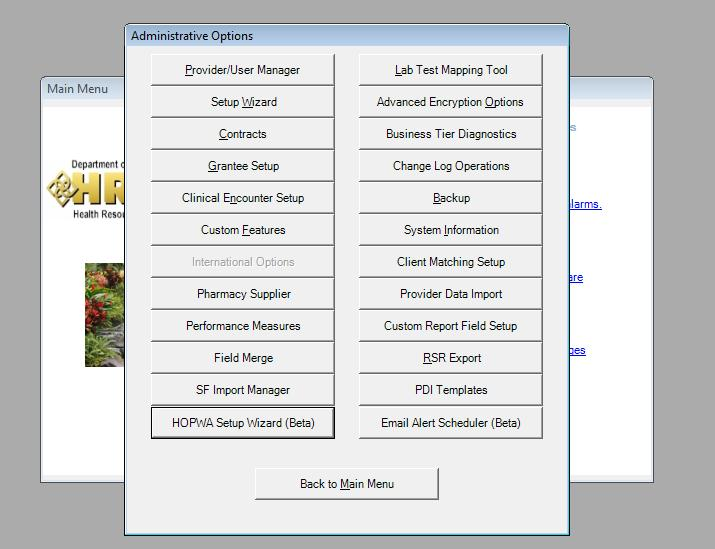 Administrative Options
Main Menu
Provider/User Manager
Setup Wizard
Contracts
Grantee Setup
Clinical Encounter Setup
Custom Features
International Options
Pharmacy Supplier
Performance Measures
Field Merge
SF Import Manager
HOPWA Setup Wizard (Beta)
Lab Test Mapping Tool
Advanced Encryption Options
Business Tier Diagnostics
Change Log Operations
Backup
System Information
Client Matching Setup
Provider Data Import
Custom Report Field Setup
RSR Export
PDI Templates
Email Alert Scheduler (Beta)
Back to Main Menu
Department o
HR
Health Resou
s
larms.
are
ges